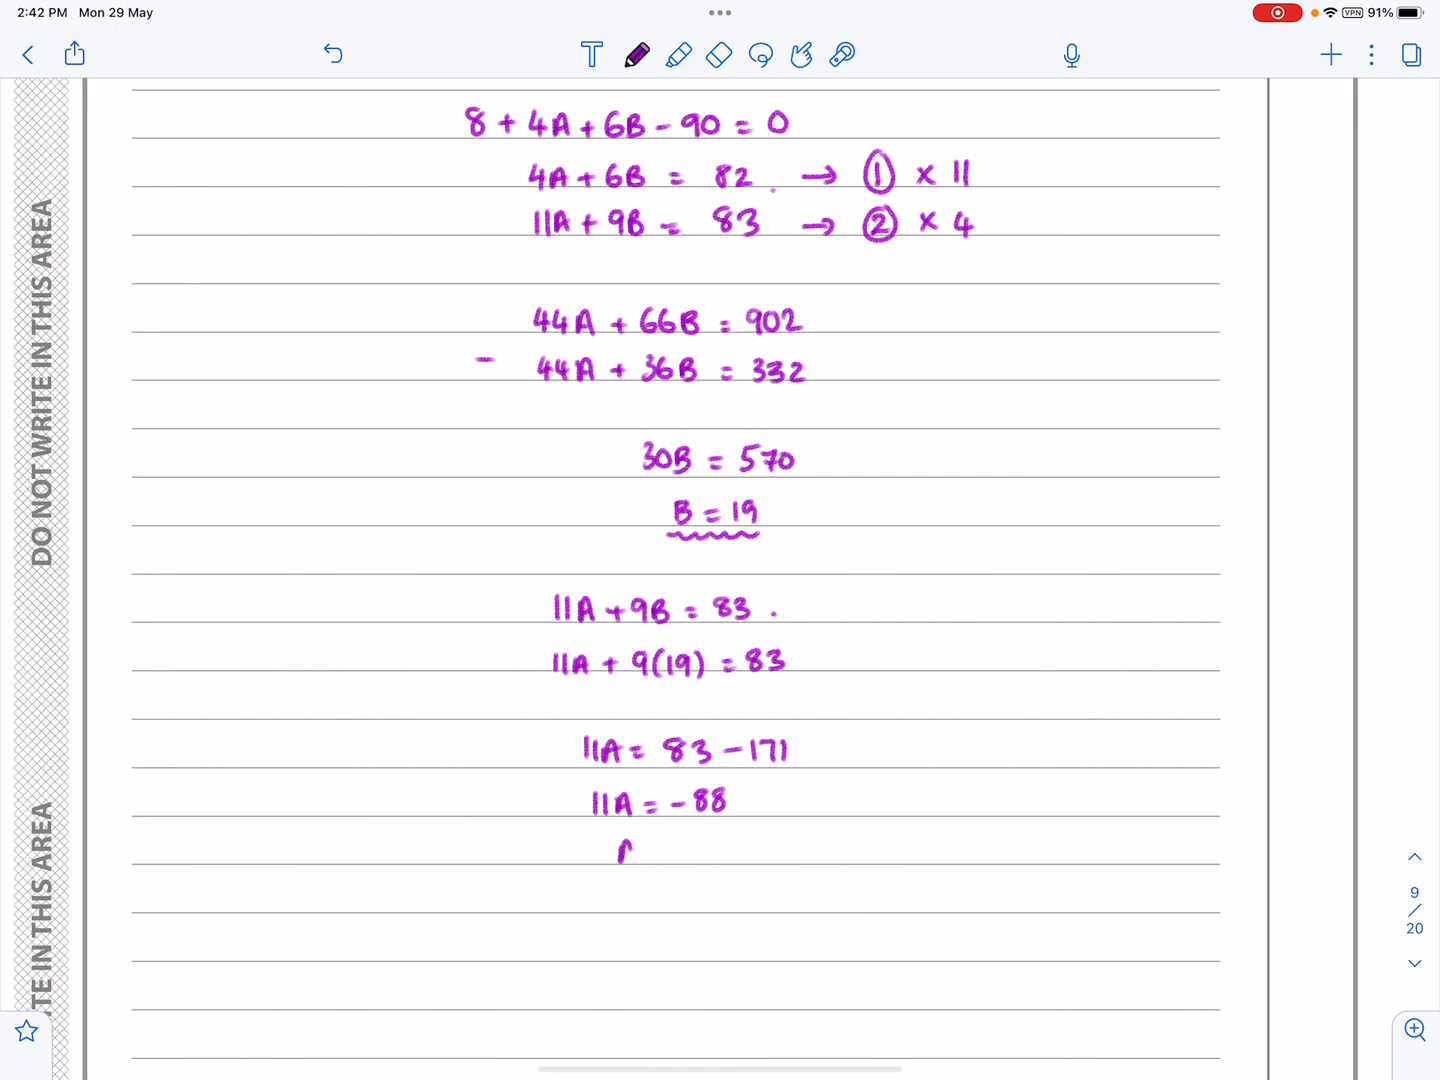 2:42 PM Mon 29 May
VPN 91%
T
8 + 4A + 6B - 90 = 0
4A + 6B = 82 . → ① × 11
11A + 9B = 83 → ② × 4
44A + 66B = 902
- 44A + 36B = 332
30B = 570
B = 19
11A + 9B = 83 .
11A + 9(19) = 83
11A = 83 - 171
11A = - 88
DO NOT WRITE IN THIS AREA
TE IN THIS AREA
9
/
20